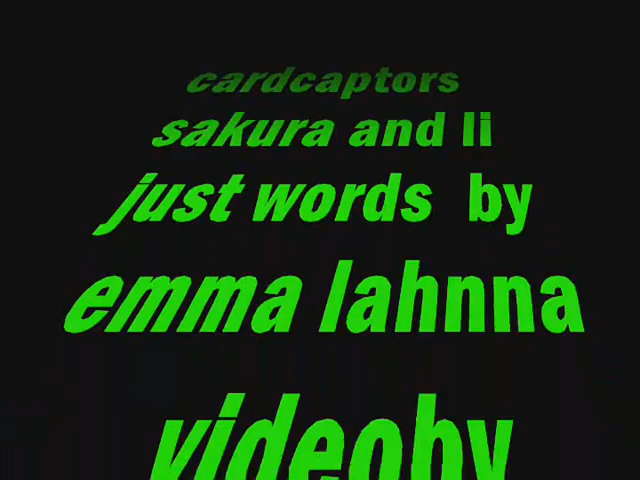 cardcaptors
sakura and li
just words by
emma lahnna
videoby